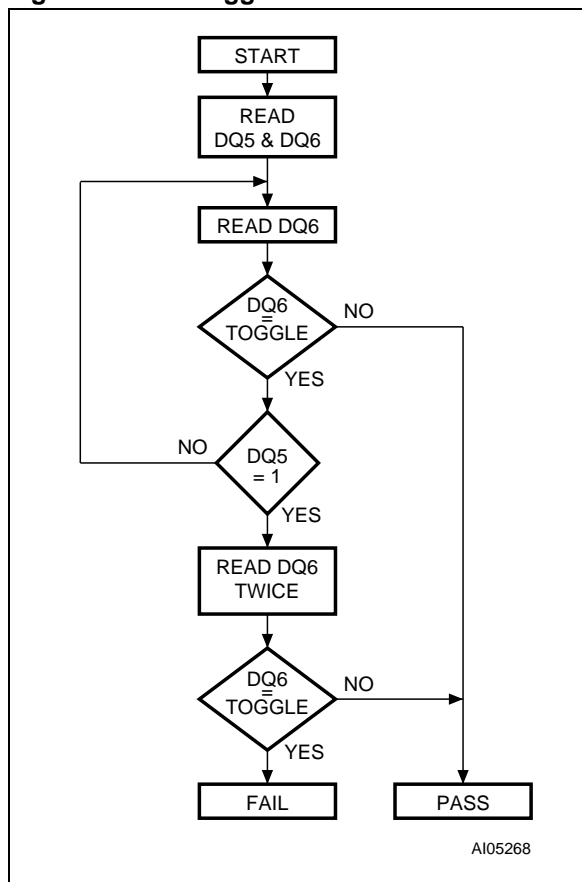 START
READ
DQ5 & DQ6
READ DQ6
DQ6
=
TOGGLE
NO
YES
NO
DQ5
= 1
YES
READ DQ6
TWICE
DQ6
=
TOGGLE
NO
YES
FAIL
PASS
AI05268